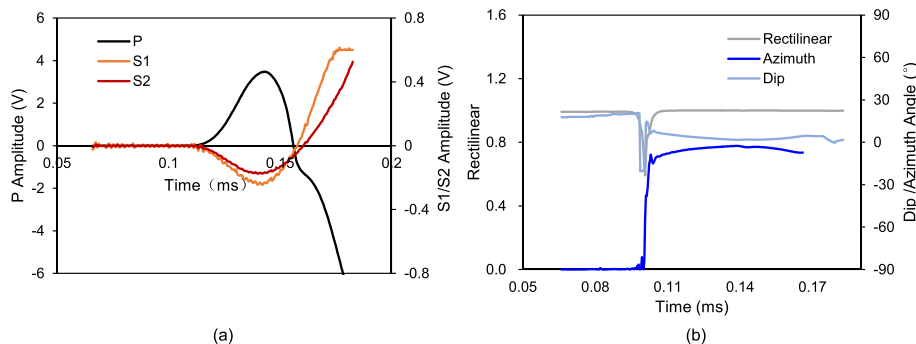 6
4
2
0
-2
-4
-6
P Amplitude (V)
P
S1
S2
0.05
0.1
0.15
0.2
Time（ms）
0.8
0.4
0
-0.4
-0.8
S1/S2 Amplitude (V)
(a)
1.6
1.2
0.8
0.6
0.0
Rectilinear
Rectilinear
Azimuth
Dip
90
60
30
0
-30
-60
-90
Dip /Azimuth Angle (°)
0.05
0.08
0.11
0.14
0.17
Time (ms)
(b)